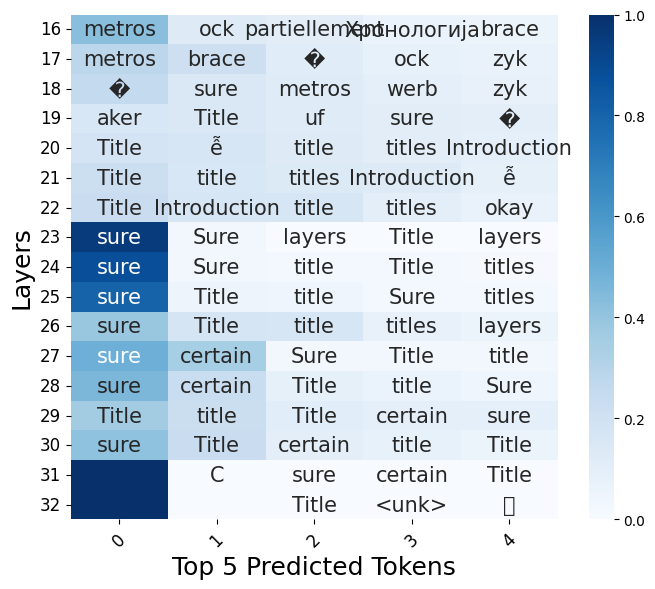 16 metros ock partiellement Хронологија brace 1.0
17 metros brace � ock zyk
18 � sure metros werb zyk
19 aker Title uf sure � 0.8
20 Title ễ title titles Introduction
21 Title title titles Introduction ễ
22 Title Introduction title titles okay 0.6
23 sure Sure layers Title layers
24 sure Sure title Title titles
25 sure Title title Sure titles
26 sure Title title titles layers 0.4
27 sure certain Sure Title title
28 sure certain Title title Sure
29 Title title Title certain sure 0.2
30 sure Title certain title Title
31 C sure certain Title
32 Title <unk> 0.0
Layers
0 1 2 3 4
Top 5 Predicted Tokens